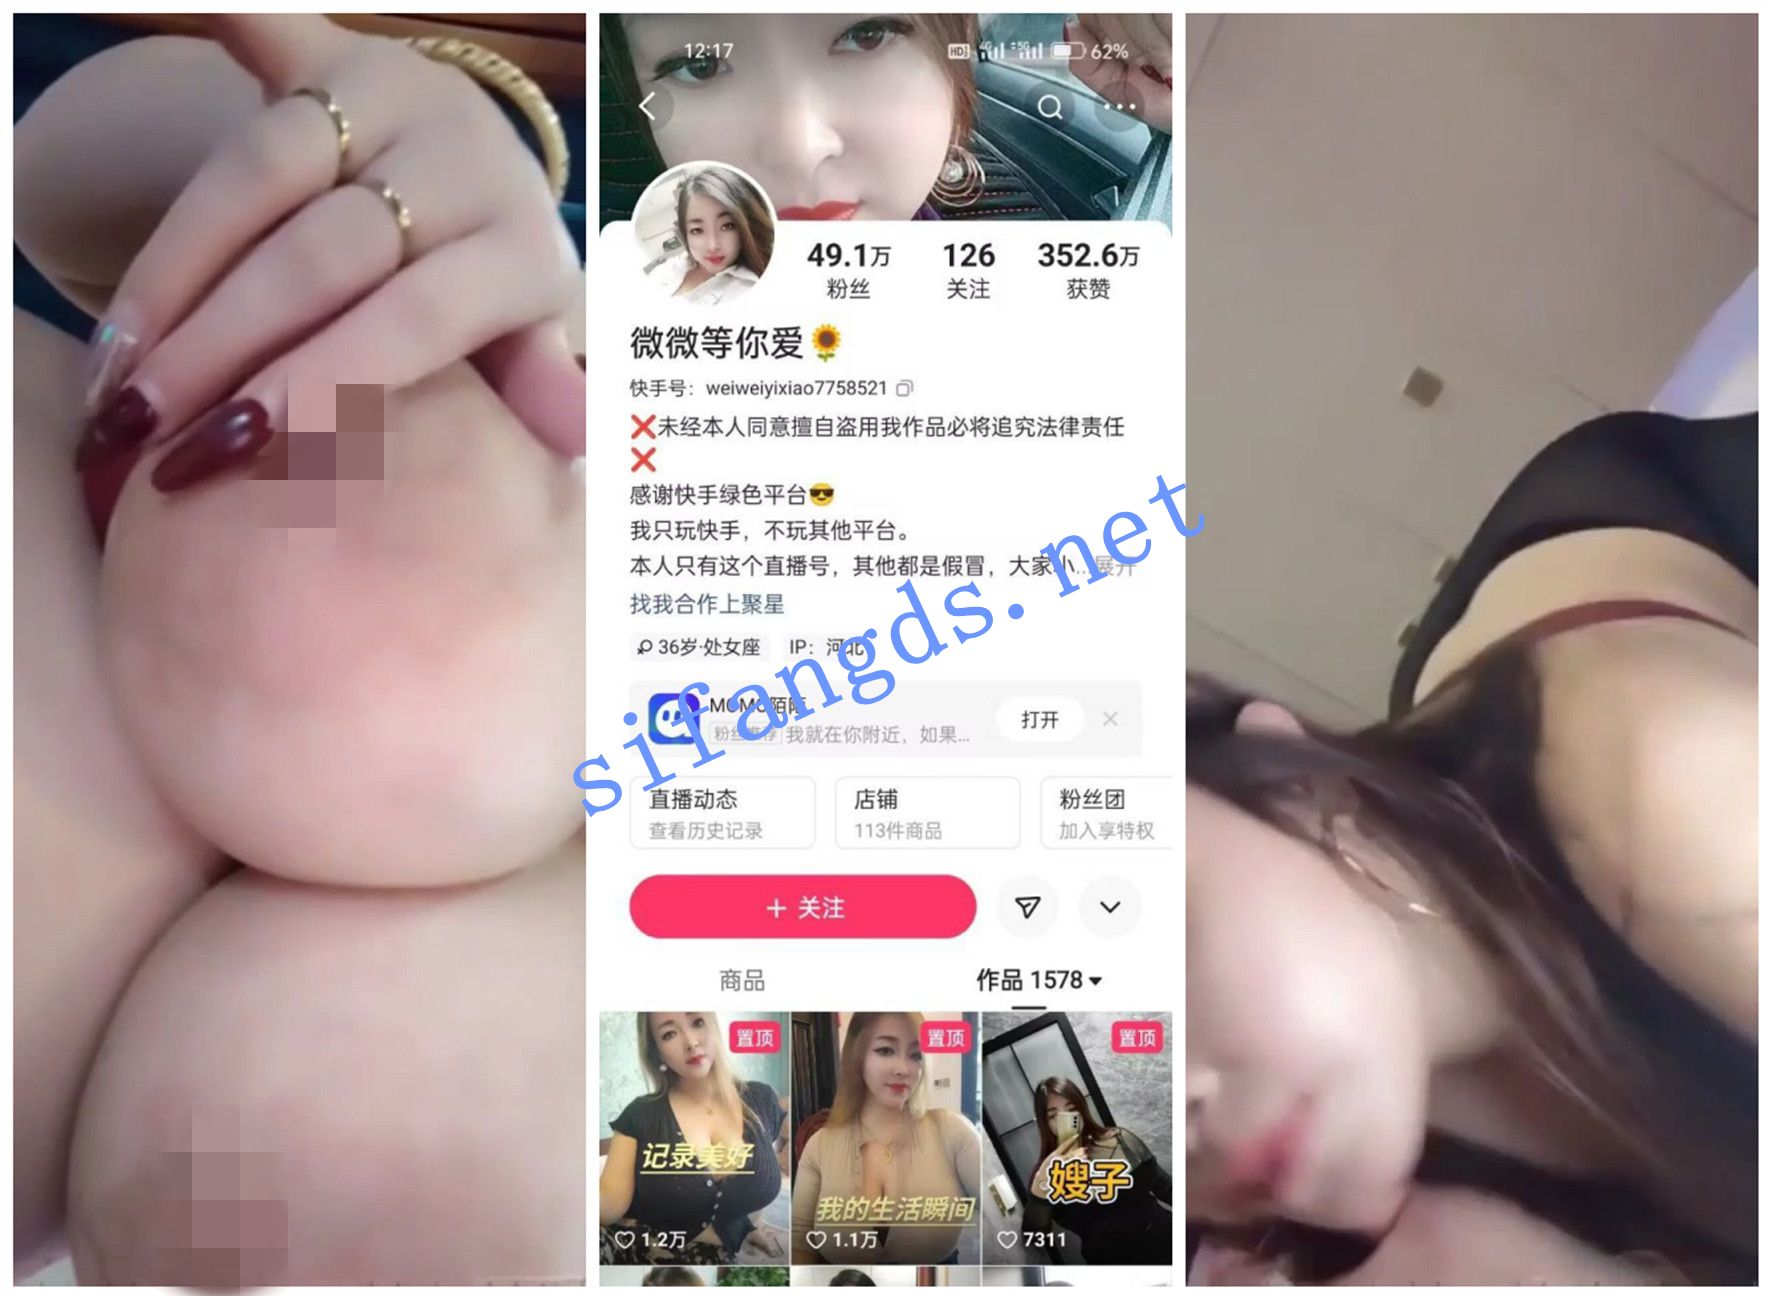 12:17
62%
49.1万
126
352.6万
粉丝
关注
获赞
微微等你爱
快手号：weiweiyixiao7758521
未经本人同意擅自盗用我作品必将追究法律责任
感谢快手绿色平台
我只玩快手，不玩其他平台。
本人只有这个直播号，其他都是假冒，大家小...展开
找我合作上聚星
36岁·处女座
IP：河北
MOMO陌陌
粉丝推荐
我就在你附近，如果...
打开
sifangds.net
直播动态
店铺
粉丝团
查看历史记录
113件商品
加入享特权
+ 关注
商品
作品 1578
置顶
置顶
置顶
记录美好
我的生活瞬间
嫂子
1.2万
1.1万
7311